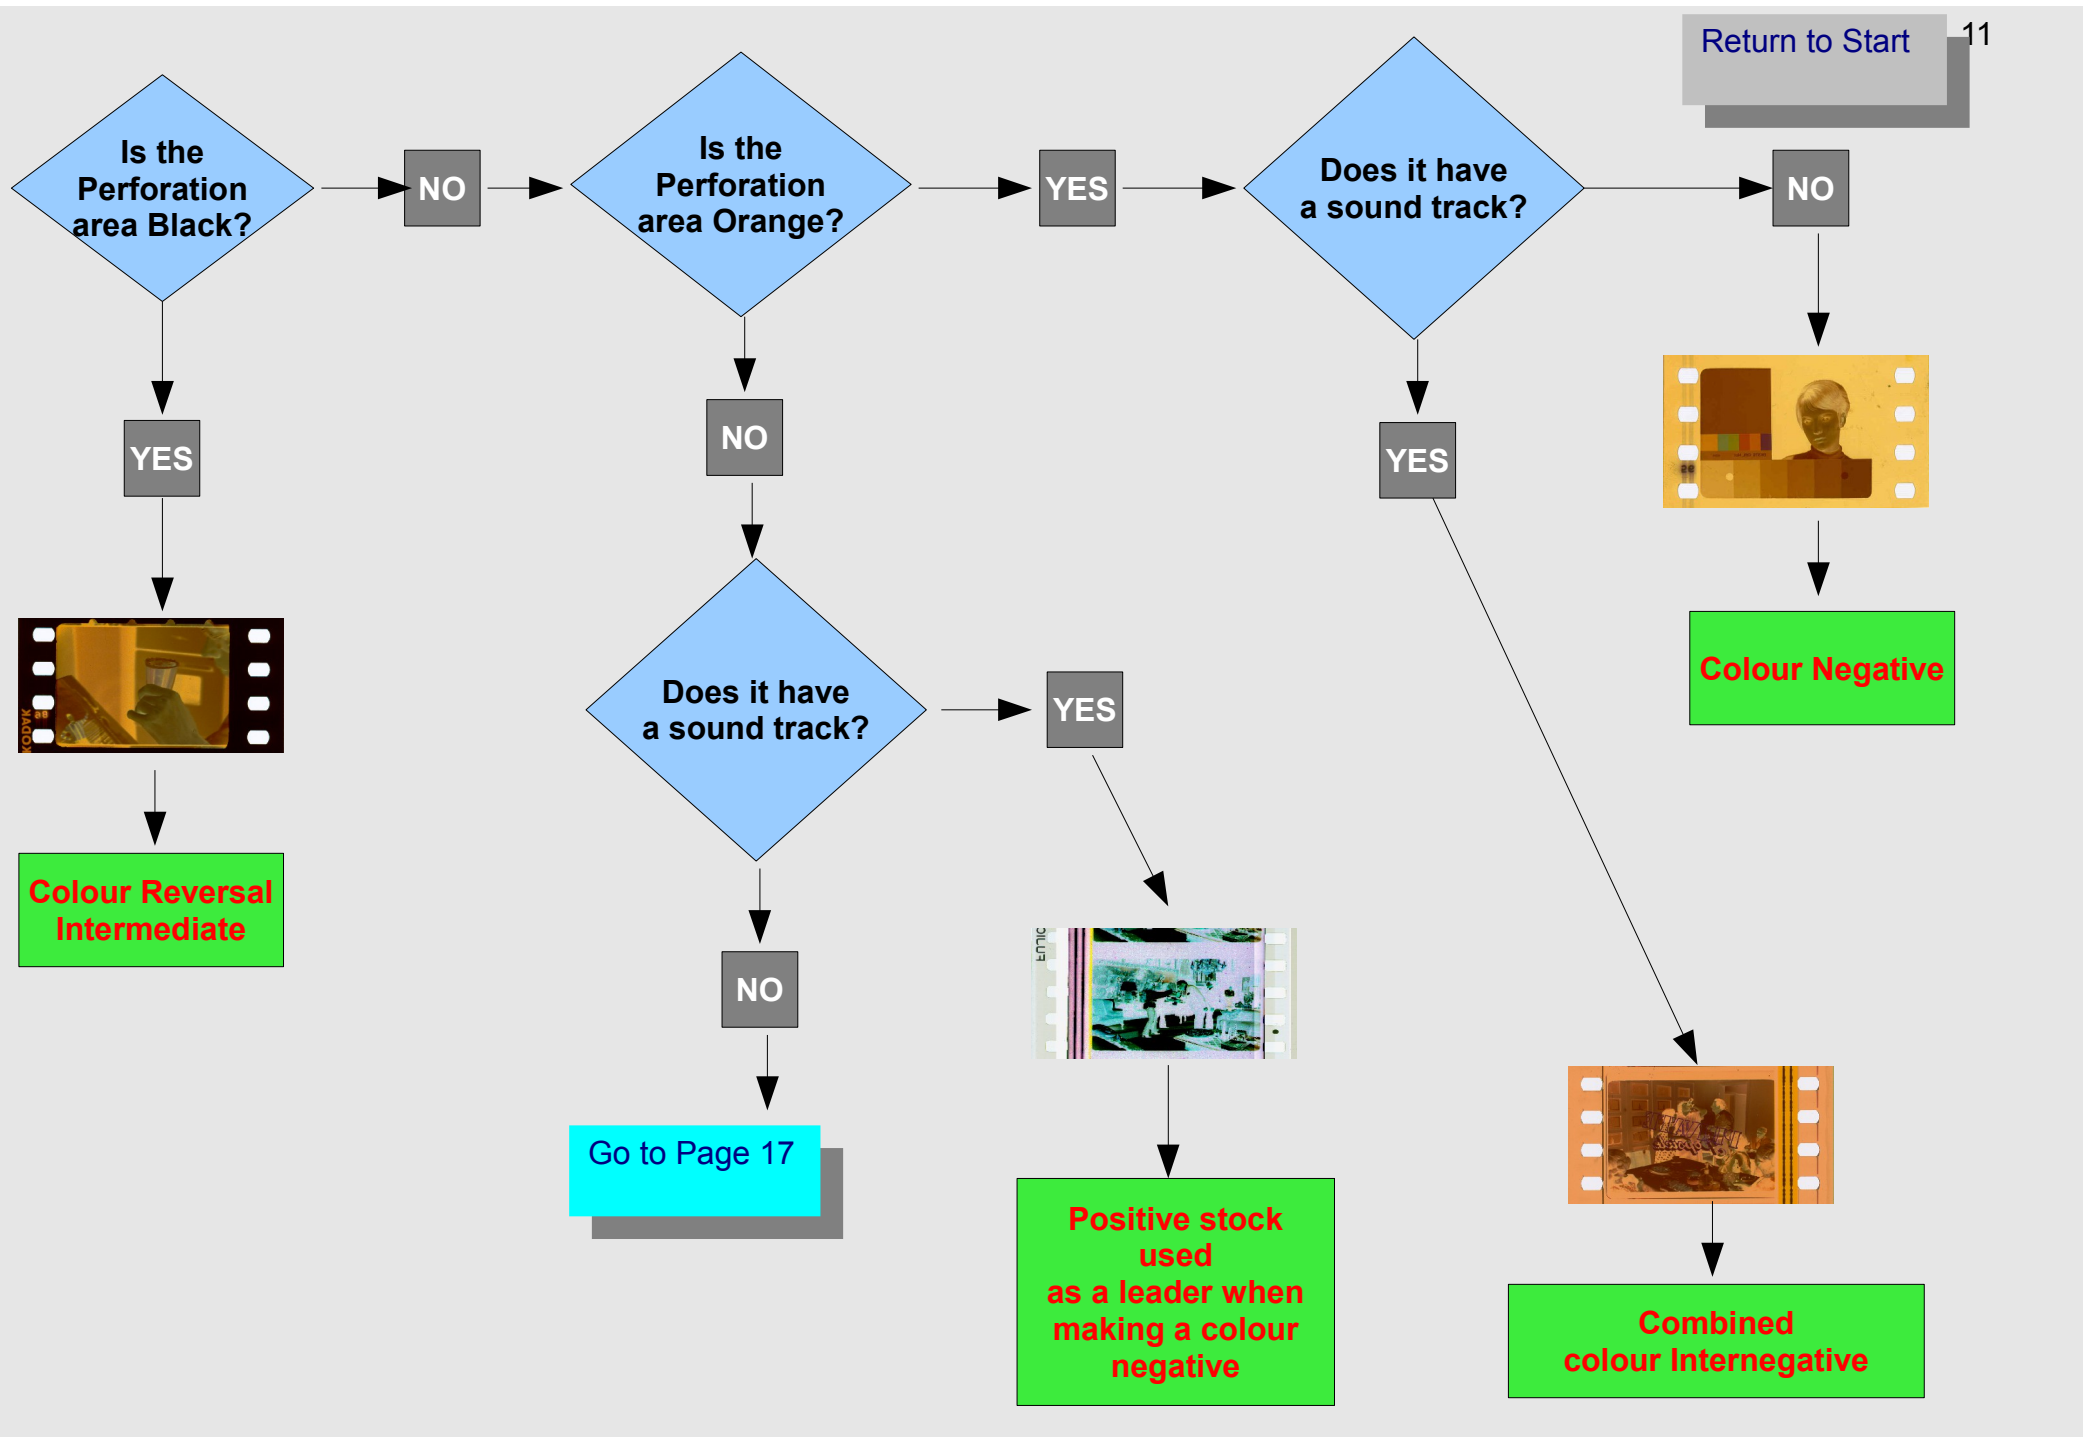 Return to Start
11
Is the
Perforation
area Black?
NO
Is the
Perforation
area Orange?
YES
Does it have
a sound track?
NO
YES
NO
YES
Does it have
a sound track?
YES
KODAK
Colour Negative
Colour Reversal
Intermediate
NO
Go to Page 17
Positive stock
used
as a leader when
making a colour
negative
Combined
colour Internegative